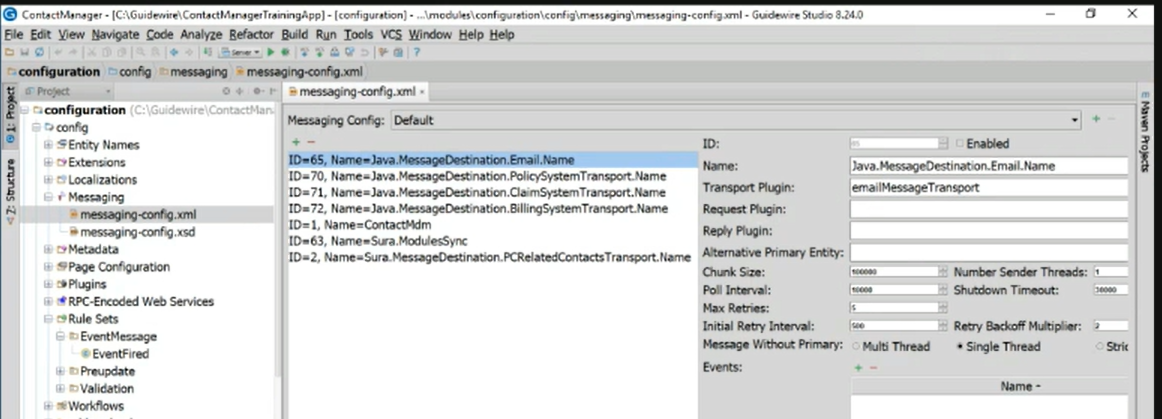 ContactManager - [C:\Guidewire\ContactManagerTrainingApp] - [configuration] - ...\modules\configuration\config\messaging\messaging-config.xml - Guidewire Studio 8.24.0
File Edit View Navigate Code Analyze Refactor Build Run Tools VCS Window Help Help
Server
configuration config messaging messaging-config.xml
1: Project
Z: Structure
Project
configuration (C:\Guidewire\ContactMan
config
Entity Names
Extensions
Localizations
Messaging
messaging-config.xml
messaging-config.xsd
Metadata
Page Configuration
Plugins
RPC-Encoded Web Services
Rule Sets
EventMessage
EventFired
Preupdate
Validation
Workflows
messaging-config.xml
Messaging Config: Default
ID=65, Name=Java.MessageDestination.Email.Name
ID=70, Name=Java.MessageDestination.PolicySystemTransport.Name
ID=71, Name=Java.MessageDestination.ClaimSystemTransport.Name
ID=72, Name=Java.MessageDestination.BillingSystemTransport.Name
ID=1, Name=ContactMdm
ID=63, Name=Sura.ModulesSync
ID=2, Name=Sura.MessageDestination.PCRelatedContactsTransport.Name
ID: 65 Enabled
Name: Java.MessageDestination.Email.Name
Transport Plugin: emailMessageTransport
Request Plugin:
Reply Plugin:
Alternative Primary Entity:
Chunk Size: 100000 Number Sender Threads: 1
Poll Interval: 10000 Shutdown Timeout: 30000
Max Retries: 5
Initial Retry Interval: 500 Retry Backoff Multiplier: 2
Message Without Primary: Multi Thread Single Thread Stric
Events:
Name
Maven Projects